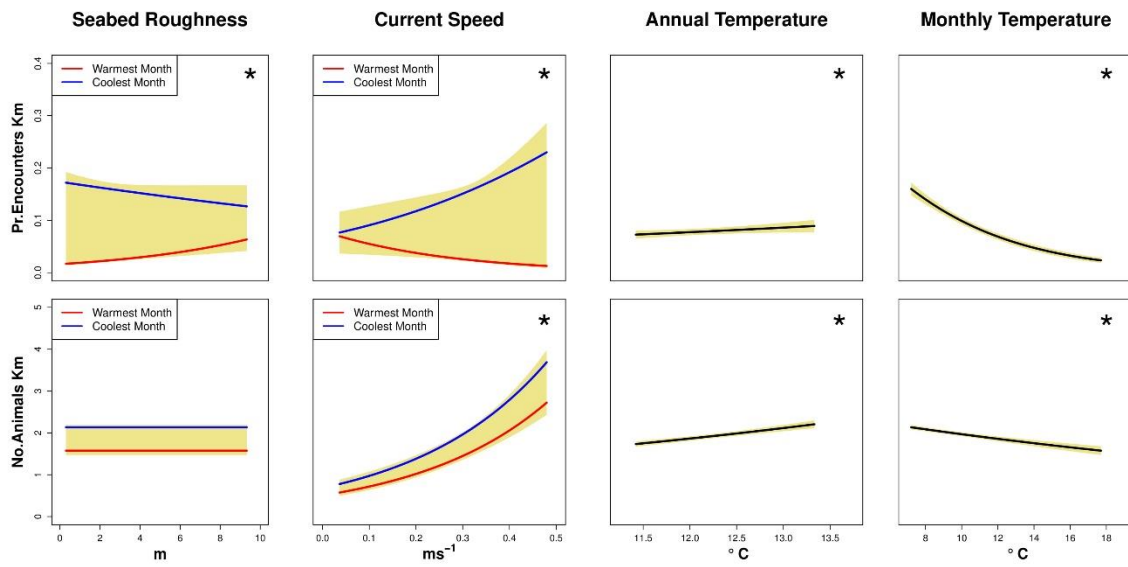 Seabed Roughness Current Speed Annual Temperature Monthly Temperature
Pr.Encounters Km
0.0 0.1 0.2 0.3 0.4
Warmest Month
Coolest Month
*
Warmest Month
Coolest Month
*
*
*
No.Animals Km
0 1 2 3 4 5
Warmest Month
Coolest Month
Warmest Month
Coolest Month
*
*
*
0 2 4 6 8 10
m
0.0 0.1 0.2 0.3 0.4 0.5
ms⁻¹
11.5 12.0 12.5 13.0 13.5
° C
8 10 12 14 16 18
° C